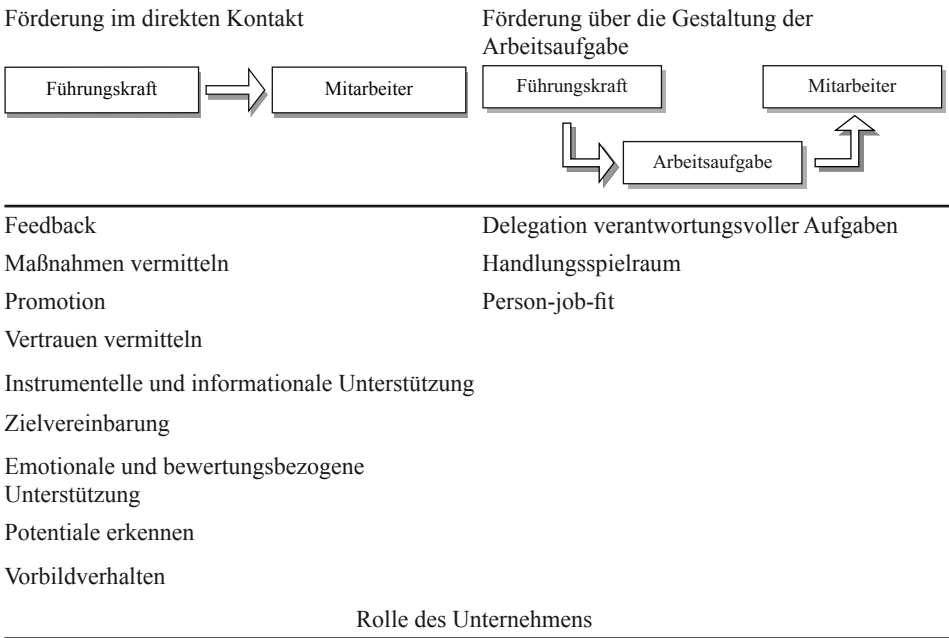 Förderung im direkten Kontakt
Förderung über die Gestaltung der
Arbeitsaufgabe
Führungskraft
Mitarbeiter
Führungskraft
Mitarbeiter
Arbeitsaufgabe
Feedback
Delegation verantwortungsvoller Aufgaben
Maßnahmen vermitteln
Handlungsspielraum
Promotion
Person-job-fit
Vertrauen vermitteln
Instrumentelle und informationale Unterstützung
Zielvereinbarung
Emotionale und bewertungsbezogene
Unterstützung
Potentiale erkennen
Vorbildverhalten
Rolle des Unternehmens